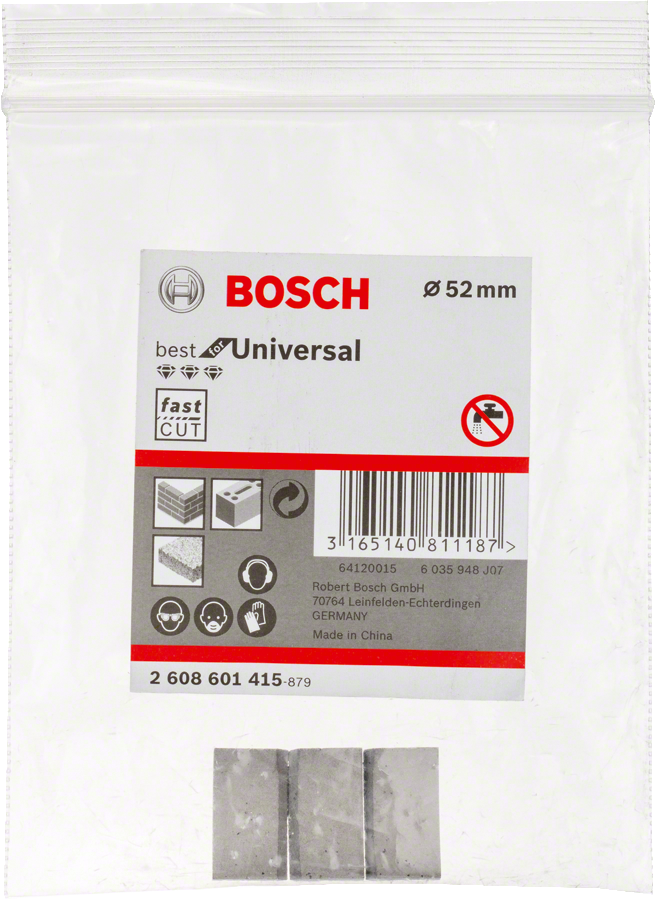 BOSCH
Ø 52 mm
best for Universal
fast
CUT
3 165140 811187 >
64120015 6 035 948 J07
Robert Bosch GmbH
70764 Leinfelden-Echterdingen
GERMANY
Made in China
2 608 601 415-879